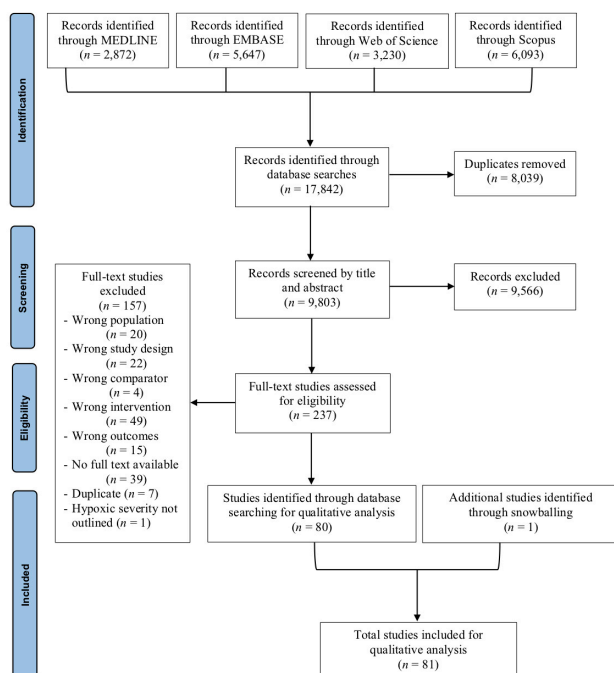 Records identified
through MEDLINE
(n = 2,872)
Records identified
through EMBASE
(n = 5,647)
Records identified
through Web of Science
(n = 3,230)
Records identified
through Scopus
(n = 6,093)
Identification
Records identified through
database searches
(n = 17,842)
Duplicates removed
(n = 8,039)
Screening
Records screened by title
and abstract
(n = 9,803)
Records excluded
(n = 9,566)
Full-text studies
excluded
(n = 157)
- Wrong population
(n = 20)
- Wrong study design
(n = 22)
- Wrong comparator
(n = 4)
- Wrong intervention
(n = 49)
- Wrong outcomes
(n = 15)
- No full text available
(n = 39)
- Duplicate (n = 7)
- Hypoxic severity not
outlined (n = 1)
Eligibility
Full-text studies assessed
for eligibility
(n = 237)
Included
Studies identified through database
searching for qualitative analysis
(n = 80)
Additional studies identified
through snowballing
(n = 1)
Total studies included for
qualitative analysis
(n = 81)